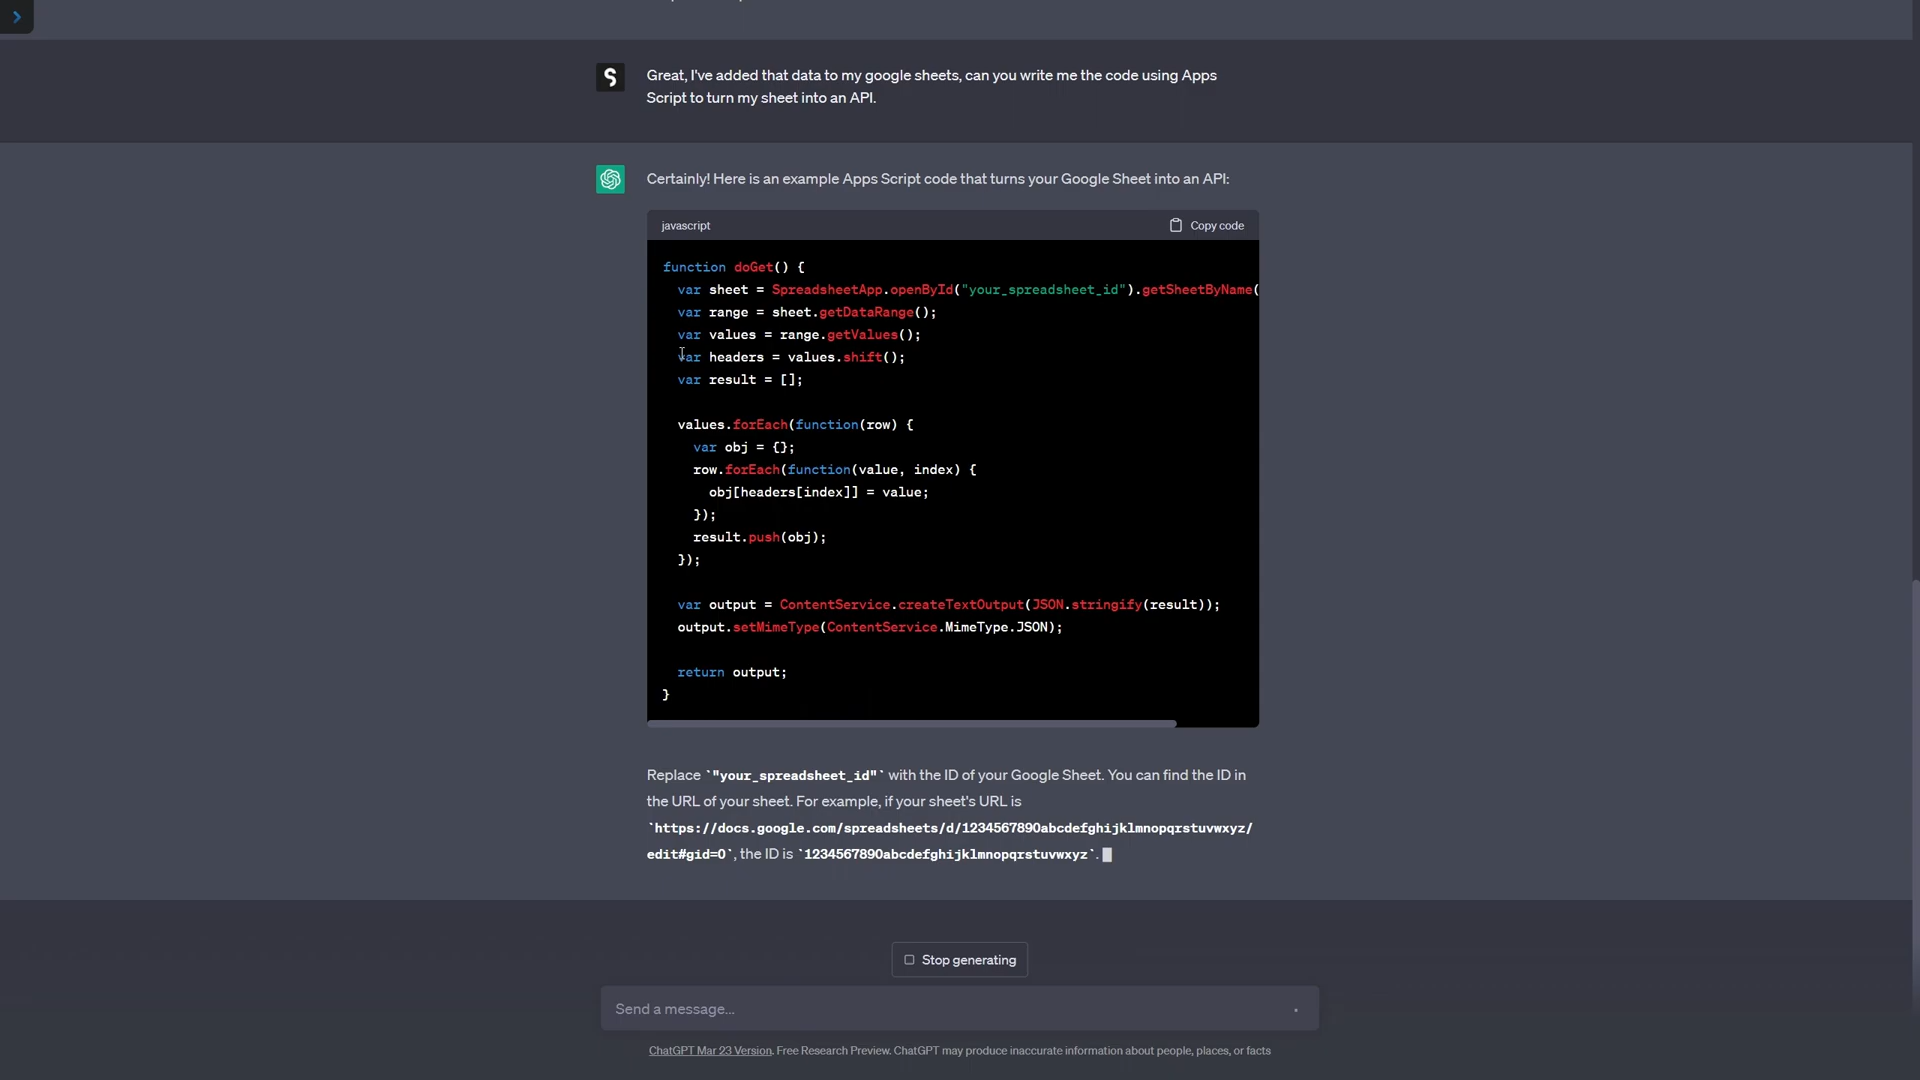 Great, I've added that data to my google sheets, can you write me the code using Apps
Script to turn my sheet into an API.
Certainly! Here is an example Apps Script code that turns your Google Sheet into an API:
javascript
Copy code
function doGet() {
  var sheet = SpreadsheetApp.openById("your_spreadsheet_id").getSheetByName(
  var range = sheet.getDataRange();
  var values = range.getValues();
  var headers = values.shift();
  var result = [];
  values.forEach(function(row) {
    var obj = {};
    row.forEach(function(value, index) {
      obj[headers[index]] = value;
    });
    result.push(obj);
  });
  var output = ContentService.createTextOutput(JSON.stringify(result));
  output.setMimeType(ContentService.MimeType.JSON);
  return output;
}
Replace `"your_spreadsheet_id"` with the ID of your Google Sheet. You can find the ID in
the URL of your sheet. For example, if your sheet's URL is
`https://docs.google.com/spreadsheets/d/1234567890abcdefghijklmnopqrstuvwxyz/
edit#gid=0`, the ID is `1234567890abcdefghijklmnopqrstuvwxyz`.
Stop generating
Send a message...
ChatGPT Mar 23 Version. Free Research Preview. ChatGPT may produce inaccurate information about people, places, or facts